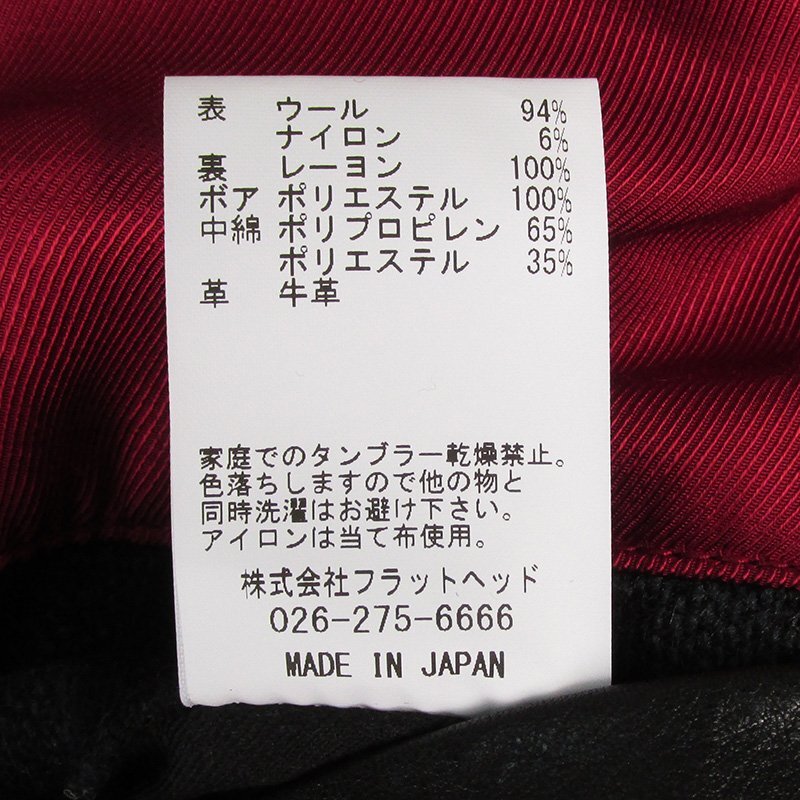 表 ウール 94%
ナイロン 6%
裏 レーヨン 100%
ボア ポリエステル 100%
中綿 ポリプロピレン 65%
ポリエステル 35%
革 牛革
家庭でのタンブラー乾燥禁止。
色落ちしますので他の物と
同時洗濯はお避け下さい。
アイロンは当て布使用。
株式会社フラットヘッド
026-275-6666
MADE IN JAPAN